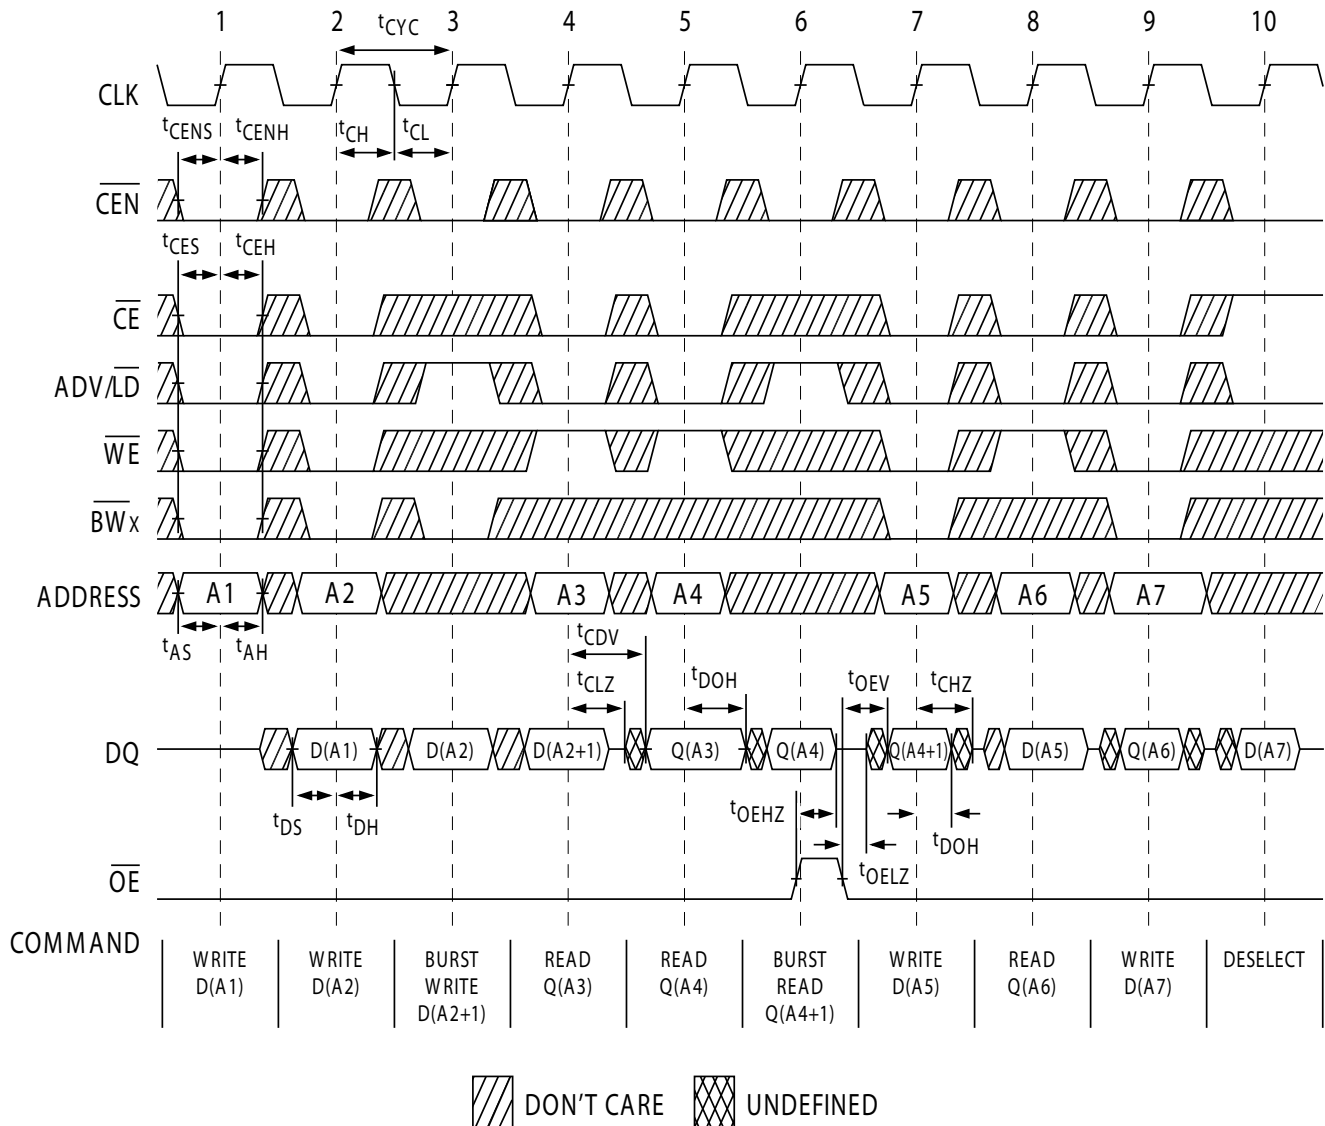 1 2 3 4 5 6 7 8 9 10
tCYC
CLK
tCENS tCENH tCH tCL
CEN
tCES tCEH
CE
ADV/LD
WE
BWx
ADDRESS A1 A2 A3 A4 A5 A6 A7
tAS tAH tCDV
tCLZ tDOH tOEV tCHZ
DQ D(A1) D(A2) D(A2+1) Q(A3) Q(A4) Q(A4+1) D(A5) Q(A6) D(A7)
tDS tDH tOEHZ tDOH
tOELZ
OE
COMMAND
WRITE WRITE BURST READ READ BURST WRITE READ WRITE DESELECT
D(A1) D(A2) WRITE Q(A3) Q(A4) READ D(A5) Q(A6) D(A7)
D(A2+1) Q(A4+1)
DON'T CARE UNDEFINED